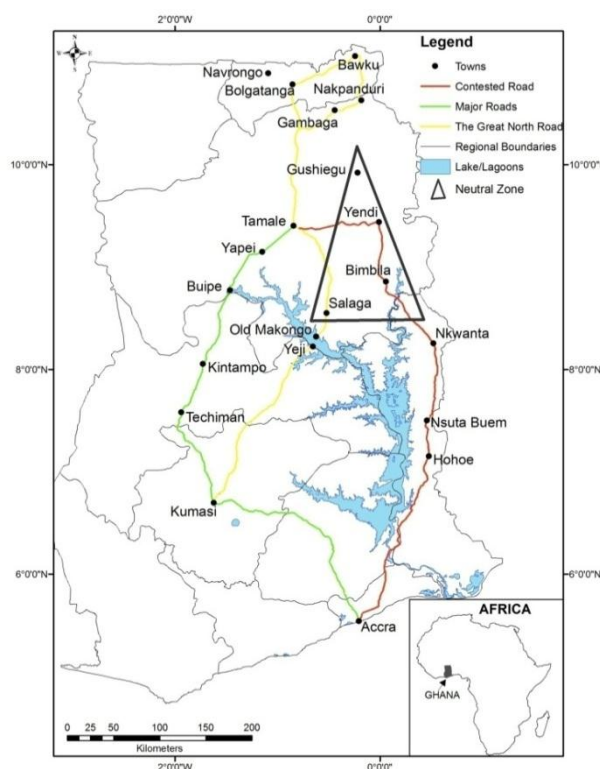 2°0'0"W
0°0'0"
N
W
E
S
Legend
Towns
Contested Road
Major Roads
The Great North Road
Regional Boundaries
Lake/Lagoons
Neutral Zone
Bawku
Navrongo
Bolgatanga
Nakpanduri
Gambaga
10°0'0"N
10°0'0"N
Gushiegu
Tamale
Yendi
Yapei
Bimbila
Buipe
Salaga
Old Makongo
Yeji
Nkwanta
8°0'0"N
8°0'0"N
Kintampo
Techiman
Nsuta Buem
Hohoe
Kumasi
6°0'0"N
6°0'0"N
Accra
AFRICA
GHANA
0 25 50 100 150 200
Kilometers
2°0'0"W
0°0'0"